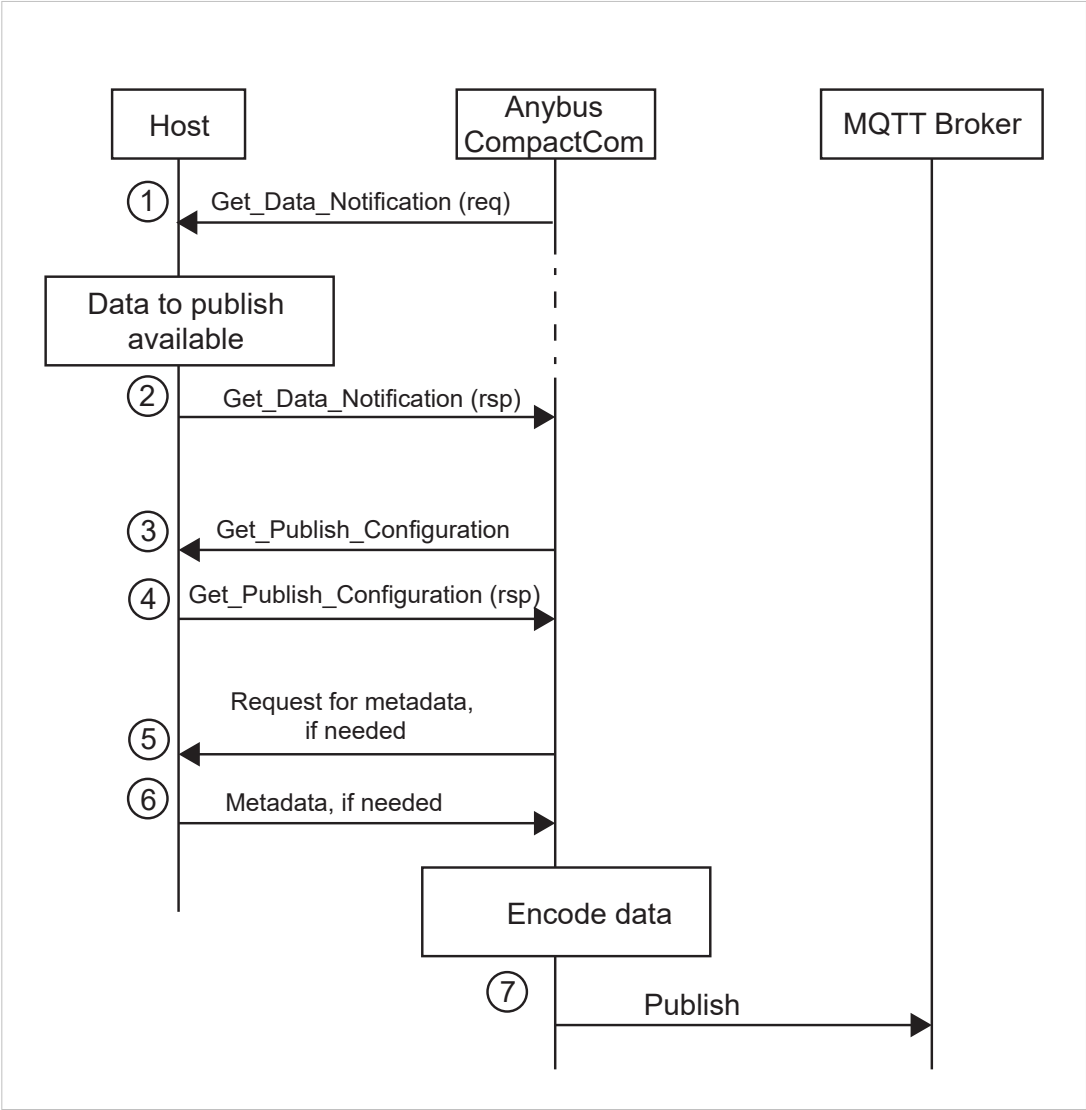 Host
Anybus
CompactCom
MQTT Broker
1
Get_Data_Notification (req)
Data to publish
available
2
Get_Data_Notification (rsp)
3
Get_Publish_Configuration
4
Get_Publish_Configuration (rsp)
Request for metadata,
if needed
5
6
Metadata, if needed
Encode data
7
Publish